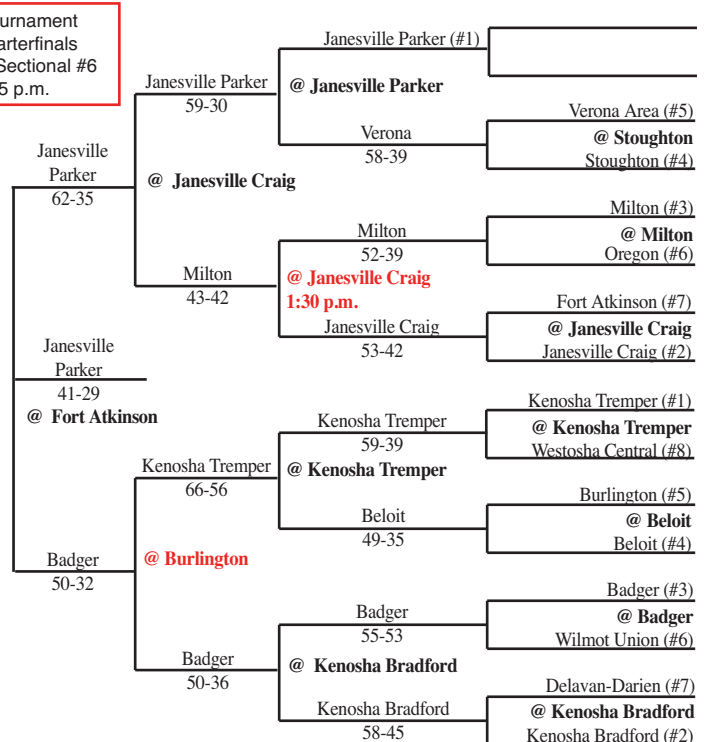 urnament
arterfinals
Sectional #6
5 p.m.
Janesville Parker (#1)
@ Janesville Parker
Janesville Parker
59-30
Verona Area (#5)
@ Stoughton
Stoughton (#4)
Verona
58-39
Janesville
Parker
62-35
@ Janesville Craig
Milton (#3)
@ Milton
Oregon (#6)
Milton
52-39
Milton
43-42
@ Janesville Craig
1:30 p.m.
Fort Atkinson (#7)
@ Janesville Craig
Janesville Craig (#2)
Janesville Craig
53-42
Janesville
Parker
41-29
@ Fort Atkinson
Kenosha Tremper (#1)
@ Kenosha Tremper
Westosha Central (#8)
Kenosha Tremper
59-39
Kenosha Tremper
66-56
@ Kenosha Tremper
Burlington (#5)
@ Beloit
Beloit (#4)
Beloit
49-35
Badger
50-32
@ Burlington
Badger (#3)
@ Badger
Wilmot Union (#6)
Badger
55-53
Badger
50-36
@ Kenosha Bradford
Delavan-Darien (#7)
@ Kenosha Bradford
Kenosha Bradford (#2)
Kenosha Bradford
58-45